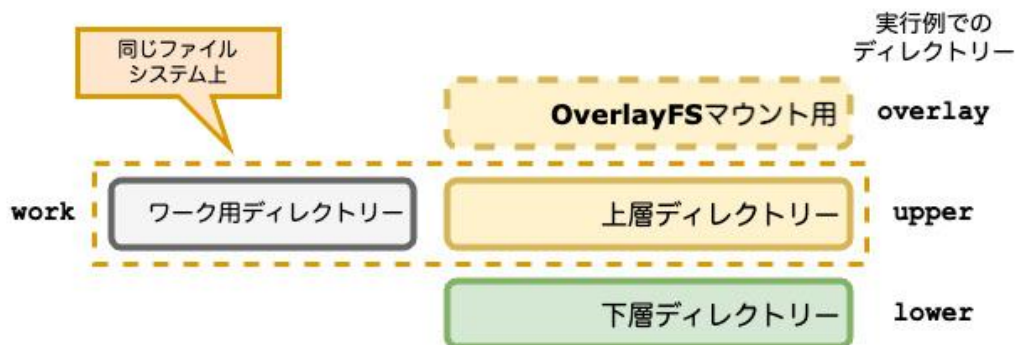 実行例での
ディレクトリー
同じファイル
システム上
OverlayFSマウント用
overlay
work
ワーク用ディレクトリー
上層ディレクトリー
upper
下層ディレクトリー
lower